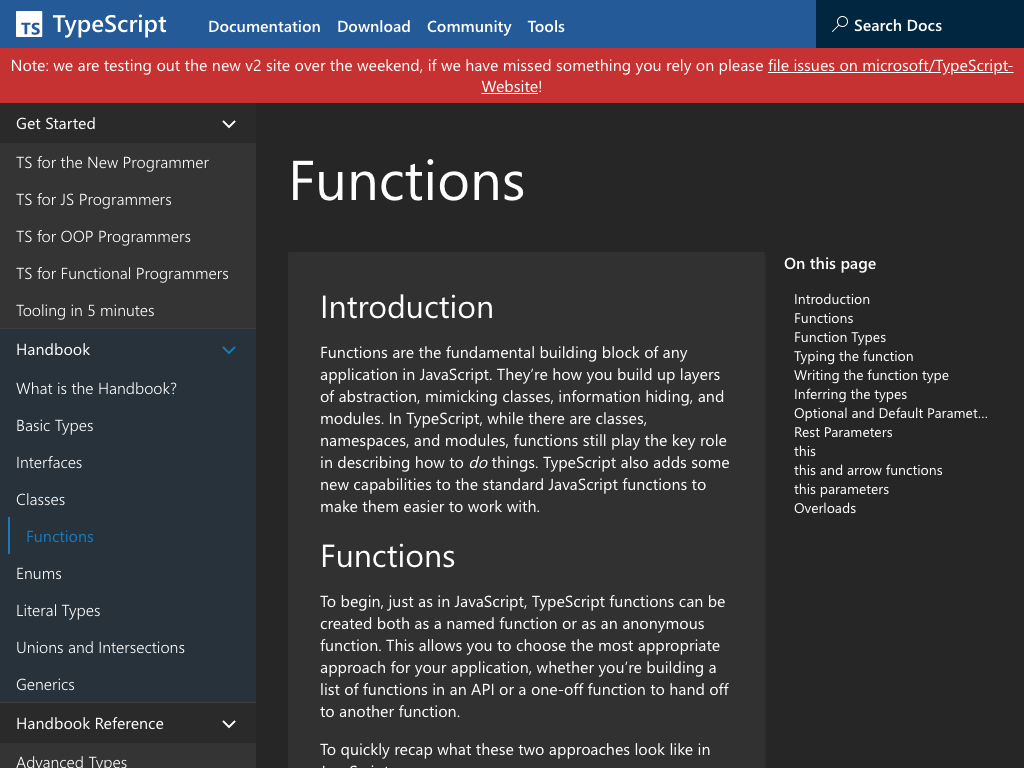 TS TypeScript
Documentation Download Community Tools
Search Docs
Note: we are testing out the new v2 site over the weekend, if we have missed something you rely on please file issues on microsoft/TypeScript-
Website!
Get Started
TS for the New Programmer
TS for JS Programmers
TS for OOP Programmers
TS for Functional Programmers
Tooling in 5 minutes
Handbook
What is the Handbook?
Basic Types
Interfaces
Classes
Functions
Enums
Literal Types
Unions and Intersections
Generics
Handbook Reference
Advanced Types
Functions
Introduction
Functions are the fundamental building block of any
application in JavaScript. They’re how you build up layers
of abstraction, mimicking classes, information hiding, and
modules. In TypeScript, while there are classes,
namespaces, and modules, functions still play the key role
in describing how to do things. TypeScript also adds some
new capabilities to the standard JavaScript functions to
make them easier to work with.
Functions
To begin, just as in JavaScript, TypeScript functions can be
created both as a named function or as an anonymous
function. This allows you to choose the most appropriate
approach for your application, whether you’re building a
list of functions in an API or a one-off function to hand off
to another function.
To quickly recap what these two approaches look like in
On this page
Introduction
Functions
Function Types
Typing the function
Writing the function type
Inferring the types
Optional and Default Paramet...
Rest Parameters
this
this and arrow functions
this parameters
Overloads